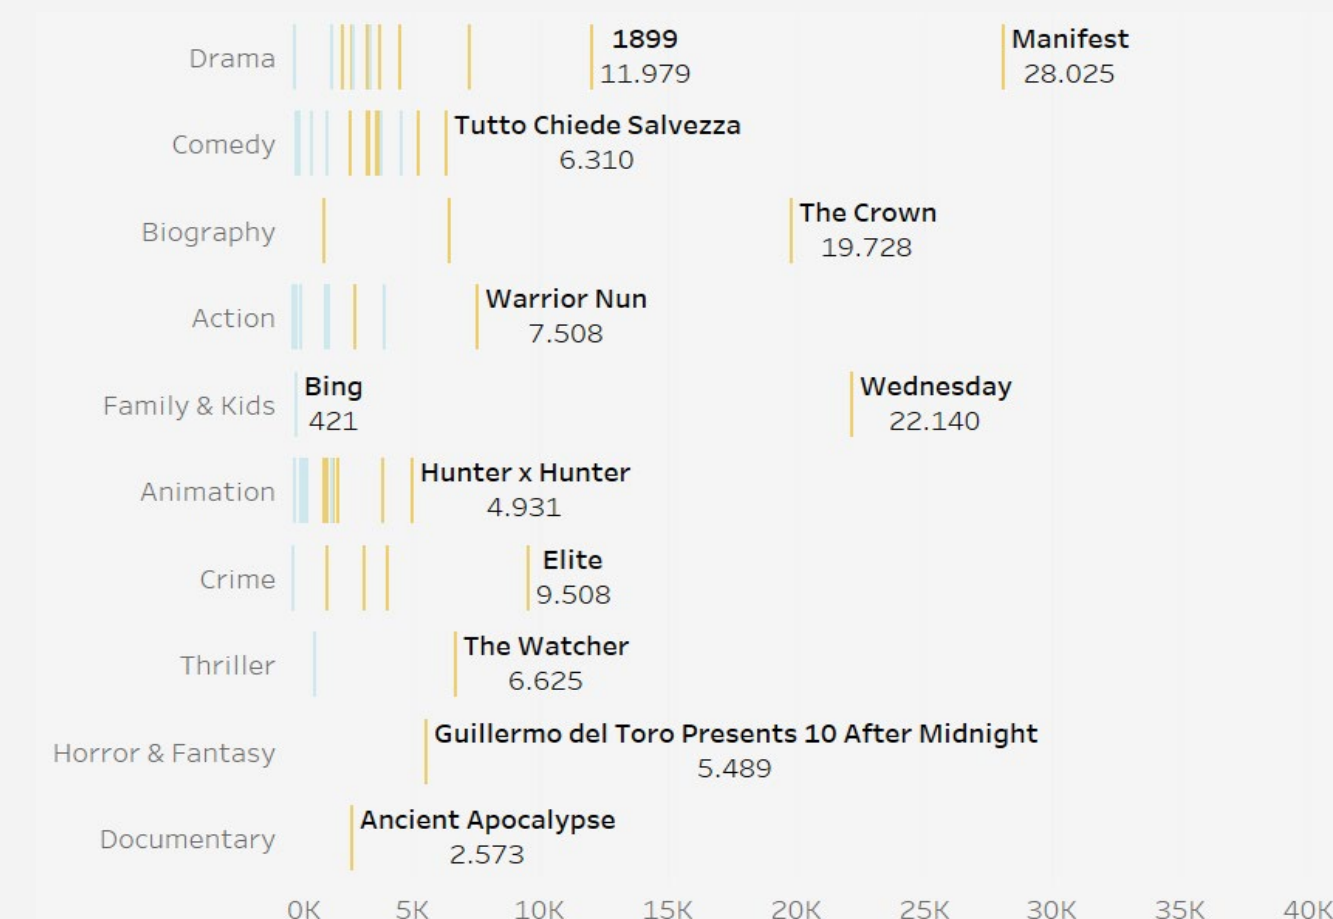 Drama
1899
11.979
Manifest
28.025
Comedy
Tutto Chiede Salvezza
6.310
Biography
The Crown
19.728
Action
Warrior Nun
7.508
Family & Kids
Bing
421
Wednesday
22.140
Animation
Hunter x Hunter
4.931
Crime
Elite
9.508
Thriller
The Watcher
6.625
Horror & Fantasy
Guillermo del Toro Presents 10 After Midnight
5.489
Documentary
Ancient Apocalypse
2.573
0K 5K 10K 15K 20K 25K 30K 35K 40K